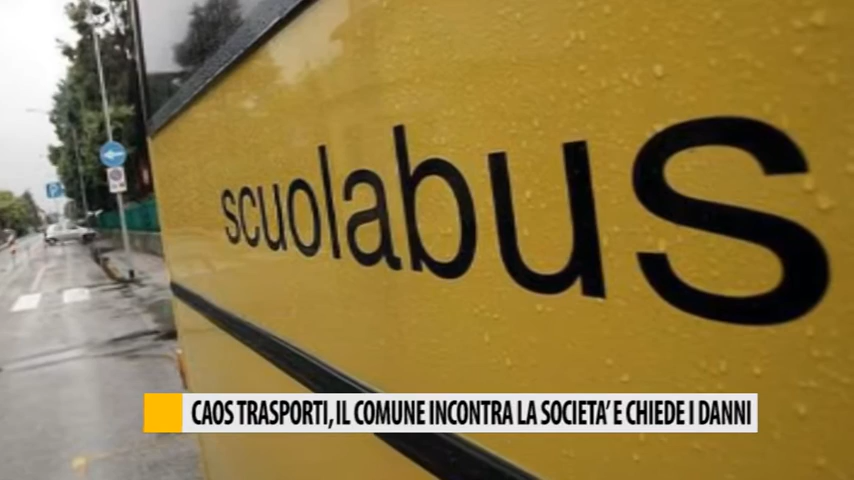 scuolabus
CAOS TRASPORTI, IL COMUNE INCONTRA LA SOCIETA' E CHIEDE I DANNI